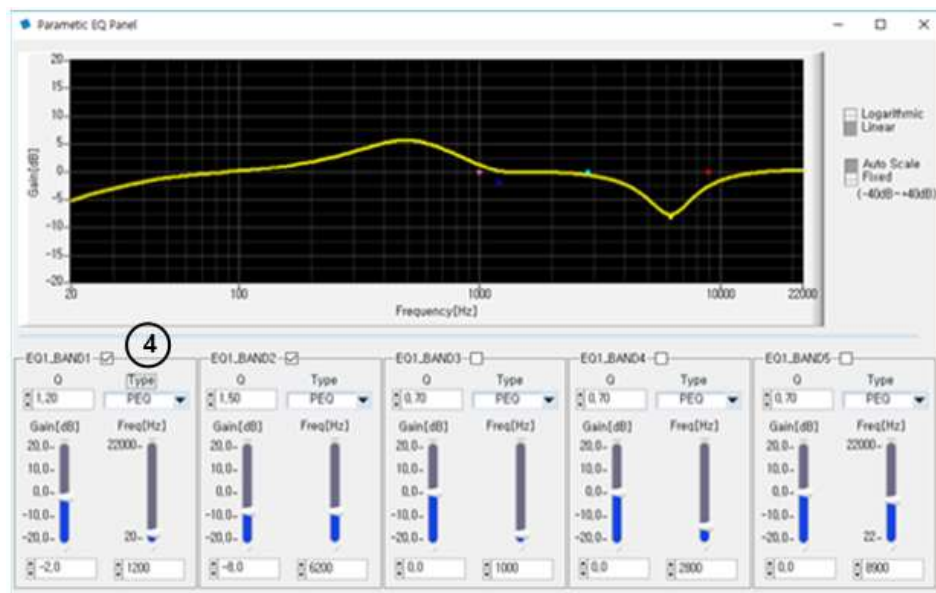 Parametic EQ Panel
20
15
10
5
0
-5
-10
-15
-20
Gain[dB]
20
100
1000
10000
22000
Frequency[Hz]
Logarithmic
Linear
Auto Scale
Fixed
(-40dB~+40dB)
4
EQ1_BAND1
Q
Type
1,20
PEQ
Gain[dB]
Freq[Hz]
20,0
22000
10,0
0,0
-10,0
-20,0
20
-2,0
1200
EQ1_BAND2
Q
Type
1,50
PEQ
Gain[dB]
Freq[Hz]
20,0
10,0
0,0
-10,0
-20,0
-8,0
6200
EQ1_BAND3
Q
Type
0,70
PEQ
Gain[dB]
Freq[Hz]
20,0
10,0
0,0
-10,0
-20,0
0,0
1000
EQ1_BAND4
Q
Type
0,70
PEQ
Gain[dB]
Freq[Hz]
20,0
10,0
0,0
-10,0
-20,0
0,0
2800
EQ1_BAND5
Q
Type
0,70
PEQ
Gain[dB]
Freq[Hz]
20,0
22000
10,0
0,0
-10,0
-20,0
22
0,0
8900